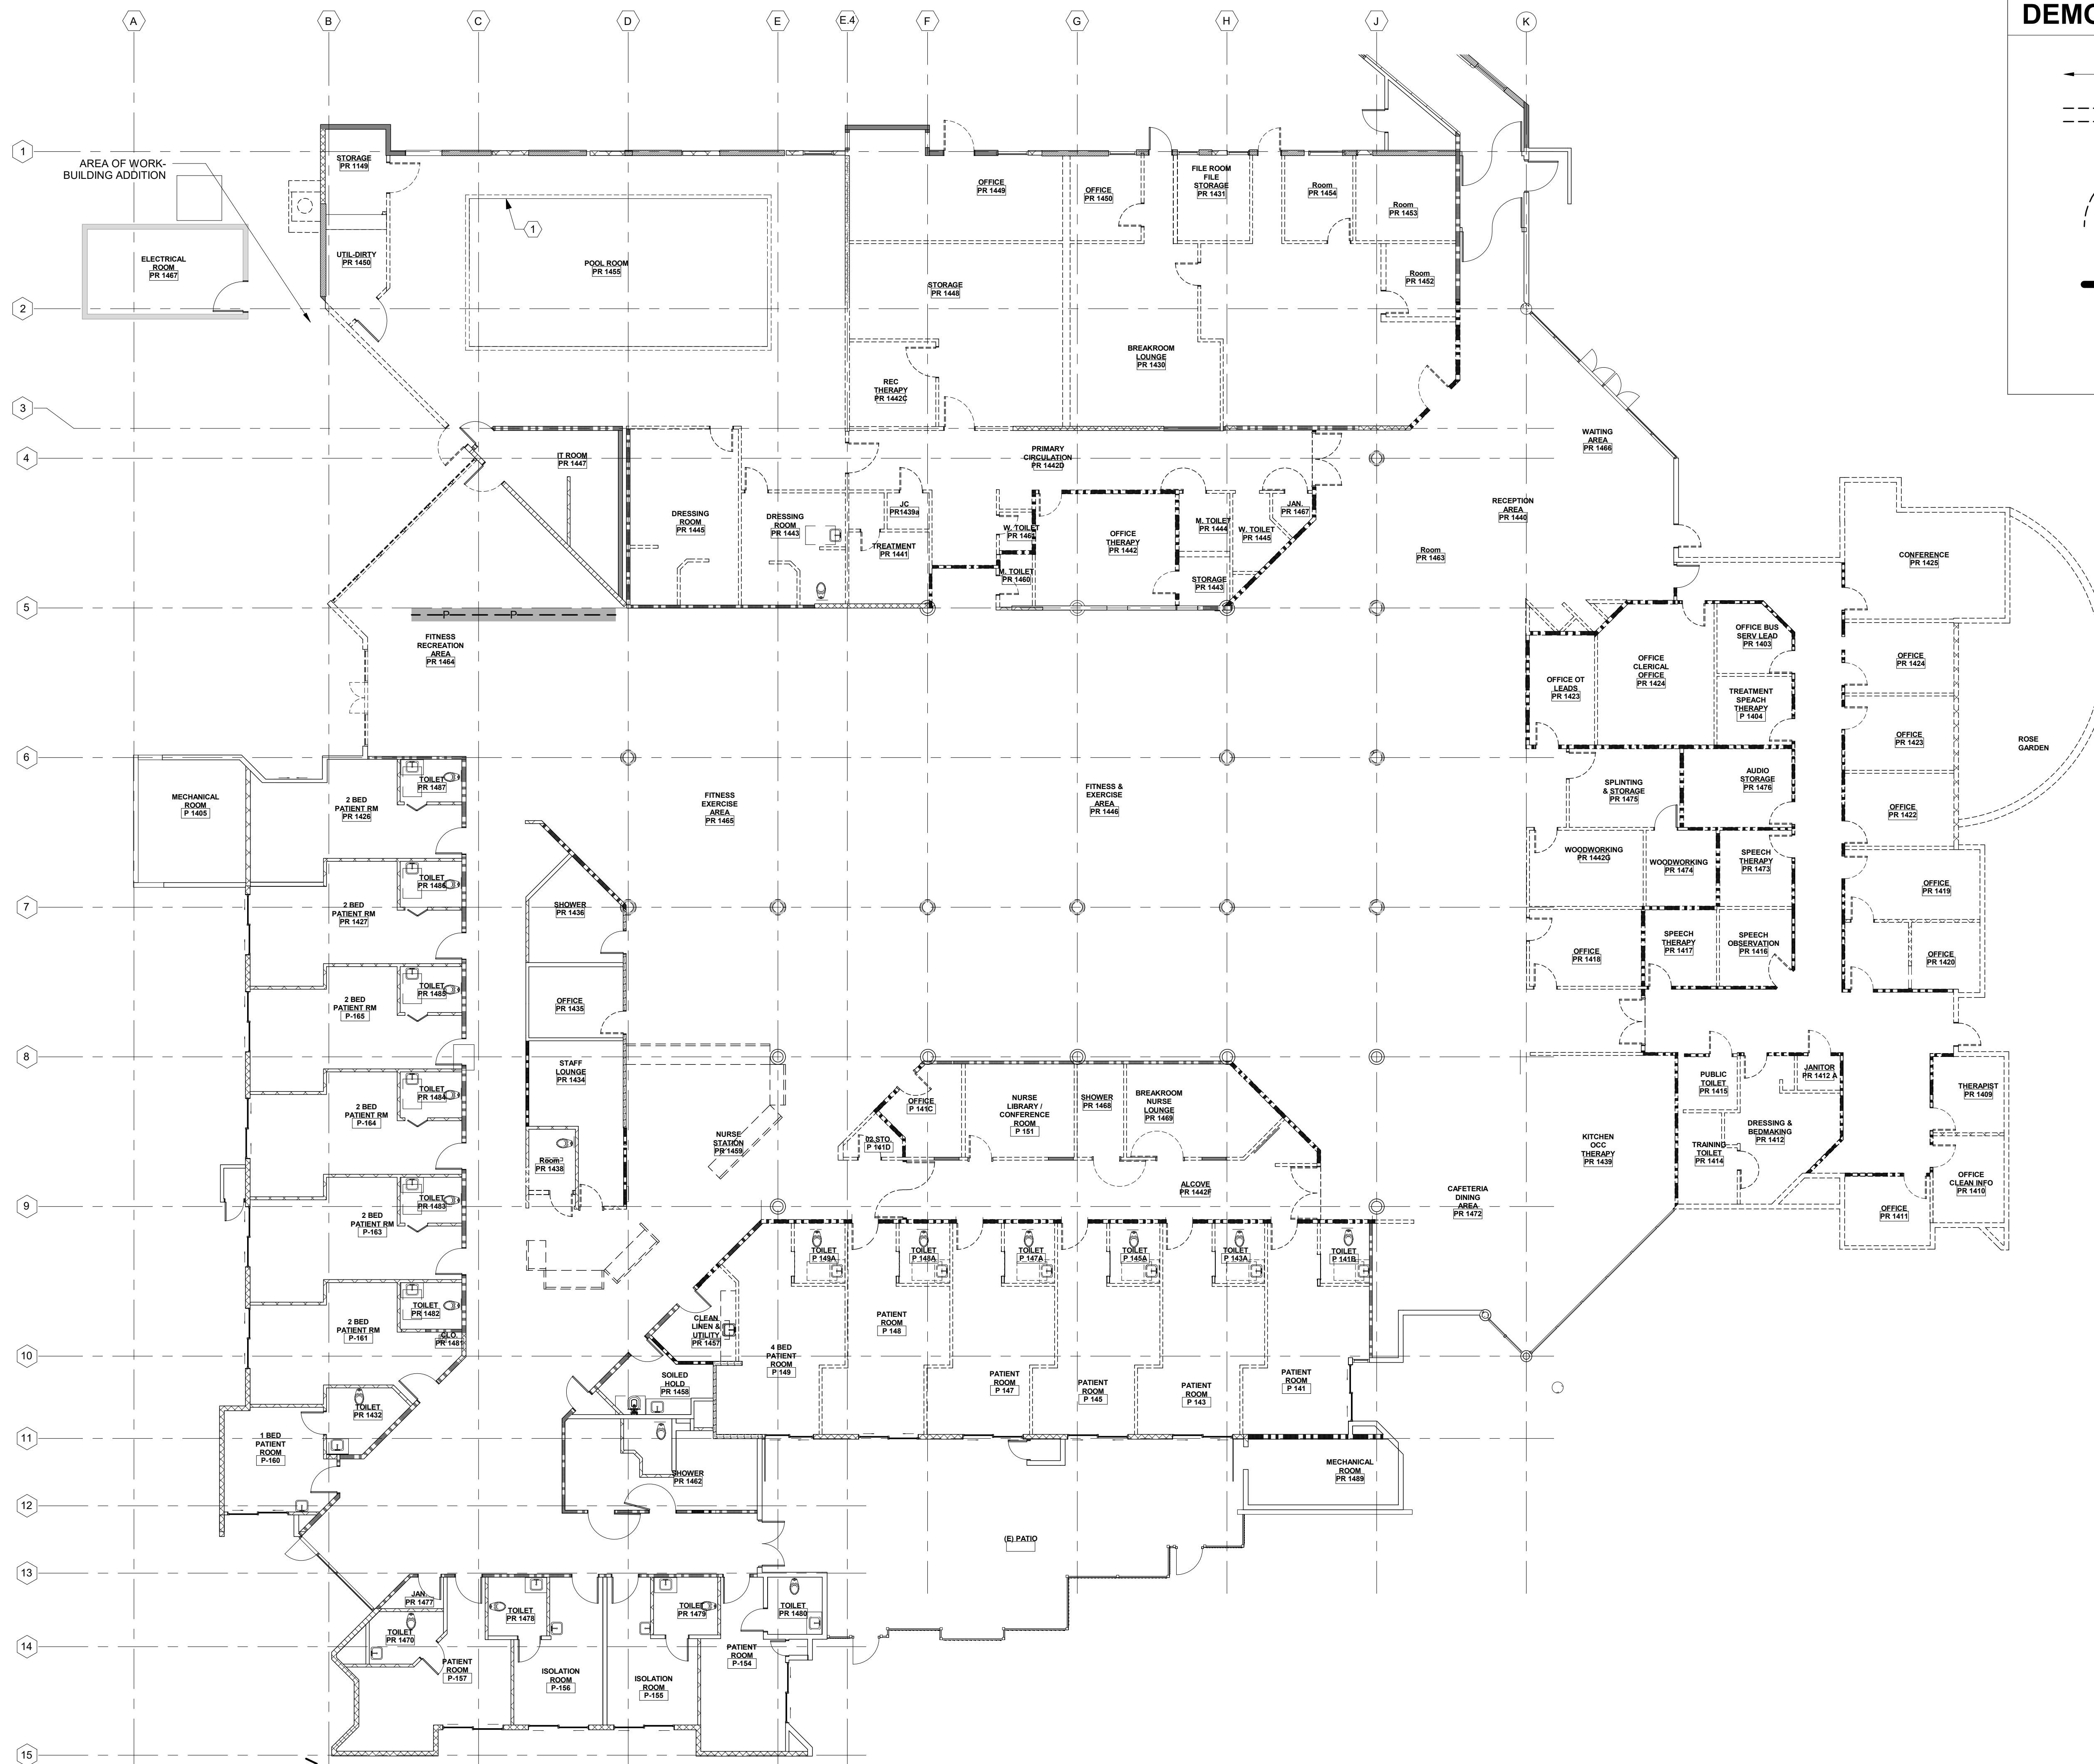 A
B
C
D
E
E.4
F
G
H
J
K
DEMO
1
AREA OF WORK-
BUILDING ADDITION
STORAGE
PR 1149
OFFICE
PR 1449
OFFICE
PR 1450
FILE ROOM
FILE
STORAGE
PR 1431
Room
PR 1454
Room
PR 1453
1
ELECTRICAL
ROOM
PR 1467
UTIL-DIRTY
PR 1450
POOL ROOM
PR 1455
STORAGE
PR 1448
Room
PR 1452
2
BREAKROOM
LOUNGE
PR 1430
REC
THERAPY
PR 1442C
3
WAITING
AREA
PR 1466
4
IT ROOM
PR 1447
PRIMARY
CIRCULATION
PR 1442D
DRESSING
ROOM
PR 1445
DRESSING
ROOM
PR 1443
JC
PR1439a
TREATMENT
PR 1441
W. TOILET
PR 1461
M. TOILET
PR 1460
OFFICE
THERAPY
PR 1442
M. TOILET
PR 1444
W. TOILET
PR 1445
JAN.
PR 1467
STORAGE
PR 1443
RECEPTION
AREA
PR 1440
Room
PR 1463
CONFERENCE
PR 1425
5
P
P
FITNESS
RECREATION
AREA
PR 1464
OFFICE OT
LEADS
PR 1423
OFFICE
CLERICAL
OFFICE
PR 1424
OFFICE BUS
SERV LEAD
PR 1403
TREATMENT
SPEACH
THERAPY
P 1404
OFFICE
PR 1424
OFFICE
PR 1423
ROSE
GARDEN
6
MECHANICAL
ROOM
P 1405
2 BED
PATIENT RM
PR 1426
TOILET
PR 1487
FITNESS
EXERCISE
AREA
PR 1465
FITNESS &
EXERCISE
AREA
PR 1446
SPLINTING
& STORAGE
PR 1475
AUDIO
STORAGE
PR 1476
OFFICE
PR 1422
WOODWORKING
PR 1442G
WOODWORKING
PR 1474
SPEECH
THERAPY
PR 1473
OFFICE
PR 1419
7
2 BED
PATIENT RM
PR 1427
TOILET
PR 1486
SHOWER
PR 1436
OFFICE
PR 1418
SPEECH
THERAPY
PR 1417
SPEECH
OBSERVATION
PR 1416
OFFICE
PR 1420
2 BED
PATIENT RM
P-165
TOILET
PR 1485
OFFICE
PR 1435
8
STAFF
LOUNGE
PR 1434
2 BED
PATIENT RM
P-164
TOILET
PR 1484
OFFICE
P 141C
NURSE
LIBRARY /
CONFERENCE
ROOM
P 151
SHOWER
PR 1468
BREAKROOM
NURSE
LOUNGE
PR 1469
PUBLIC
TOILET
PR 1415
JANITOR
PR 1412 A
THERAPIST
PR 1409
NURSE
STATION
PR 1459
02 STO.
P 141D
Room
PR 1438
KITCHEN
OCC
THERAPY
PR 1439
TRAINING
TOILET
PR 1414
DRESSING &
BEDMAKING
PR 1412
OFFICE
CLEAN INFO
PR 1410
9
2 BED
PATIENT RM
P-163
TOILET
PR 1483
ALCOVE
PR 1442F
CAFETERIA
DINING
AREA
PR 1472
OFFICE
PR 1411
TOILET
P 149A
TOILET
P 148A
TOILET
P 147A
TOILET
P 145A
TOILET
P 143A
TOILET
P 141B
2 BED
PATIENT RM
P-161
TOILET
PR 1482
CLO.
PR 1481
CLEAN
LINEN &
UTILITY
PR 1457
PATIENT
ROOM
P 148
10
4 BED
PATIENT
ROOM
P 149
SOILED
HOLD
PR 1458
PATIENT
ROOM
P 147
PATIENT
ROOM
P 145
PATIENT
ROOM
P 143
PATIENT
ROOM
P 141
TOILET
PR 1432
11
1 BED
PATIENT
ROOM
P-160
SHOWER
PR 1462
MECHANICAL
ROOM
PR 1489
12
(E) PATIO
13
JAN.
PR 1477
TOILET
PR 1470
TOILET
PR 1478
TOILET
PR 1479
TOILET
PR 1480
14
PATIENT
ROOM
P-157
ISOLATION
ROOM
P-156
ISOLATION
ROOM
P-155
PATIENT
ROOM
P-154
15